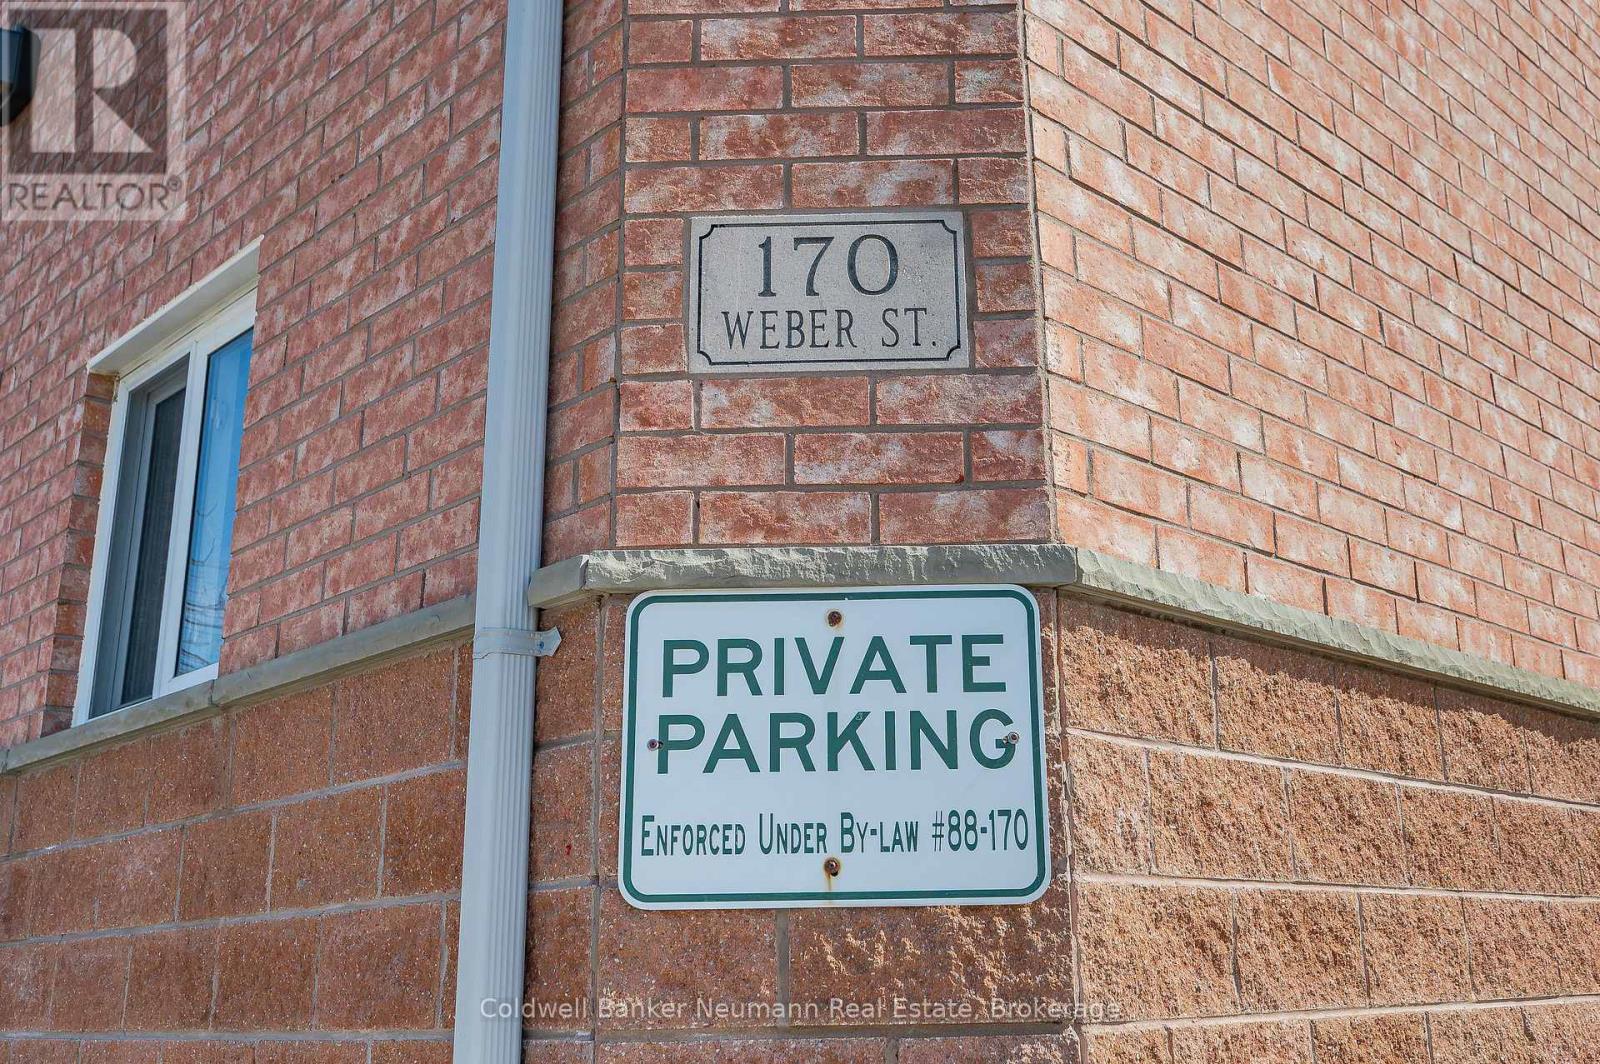 R
REALTOR®
170
WEBER ST.
PRIVATE
PARKING
ENFORCED UNDER BY-LAW #88-170
Coldwell Banker Neumann Real Estate, Brokerage